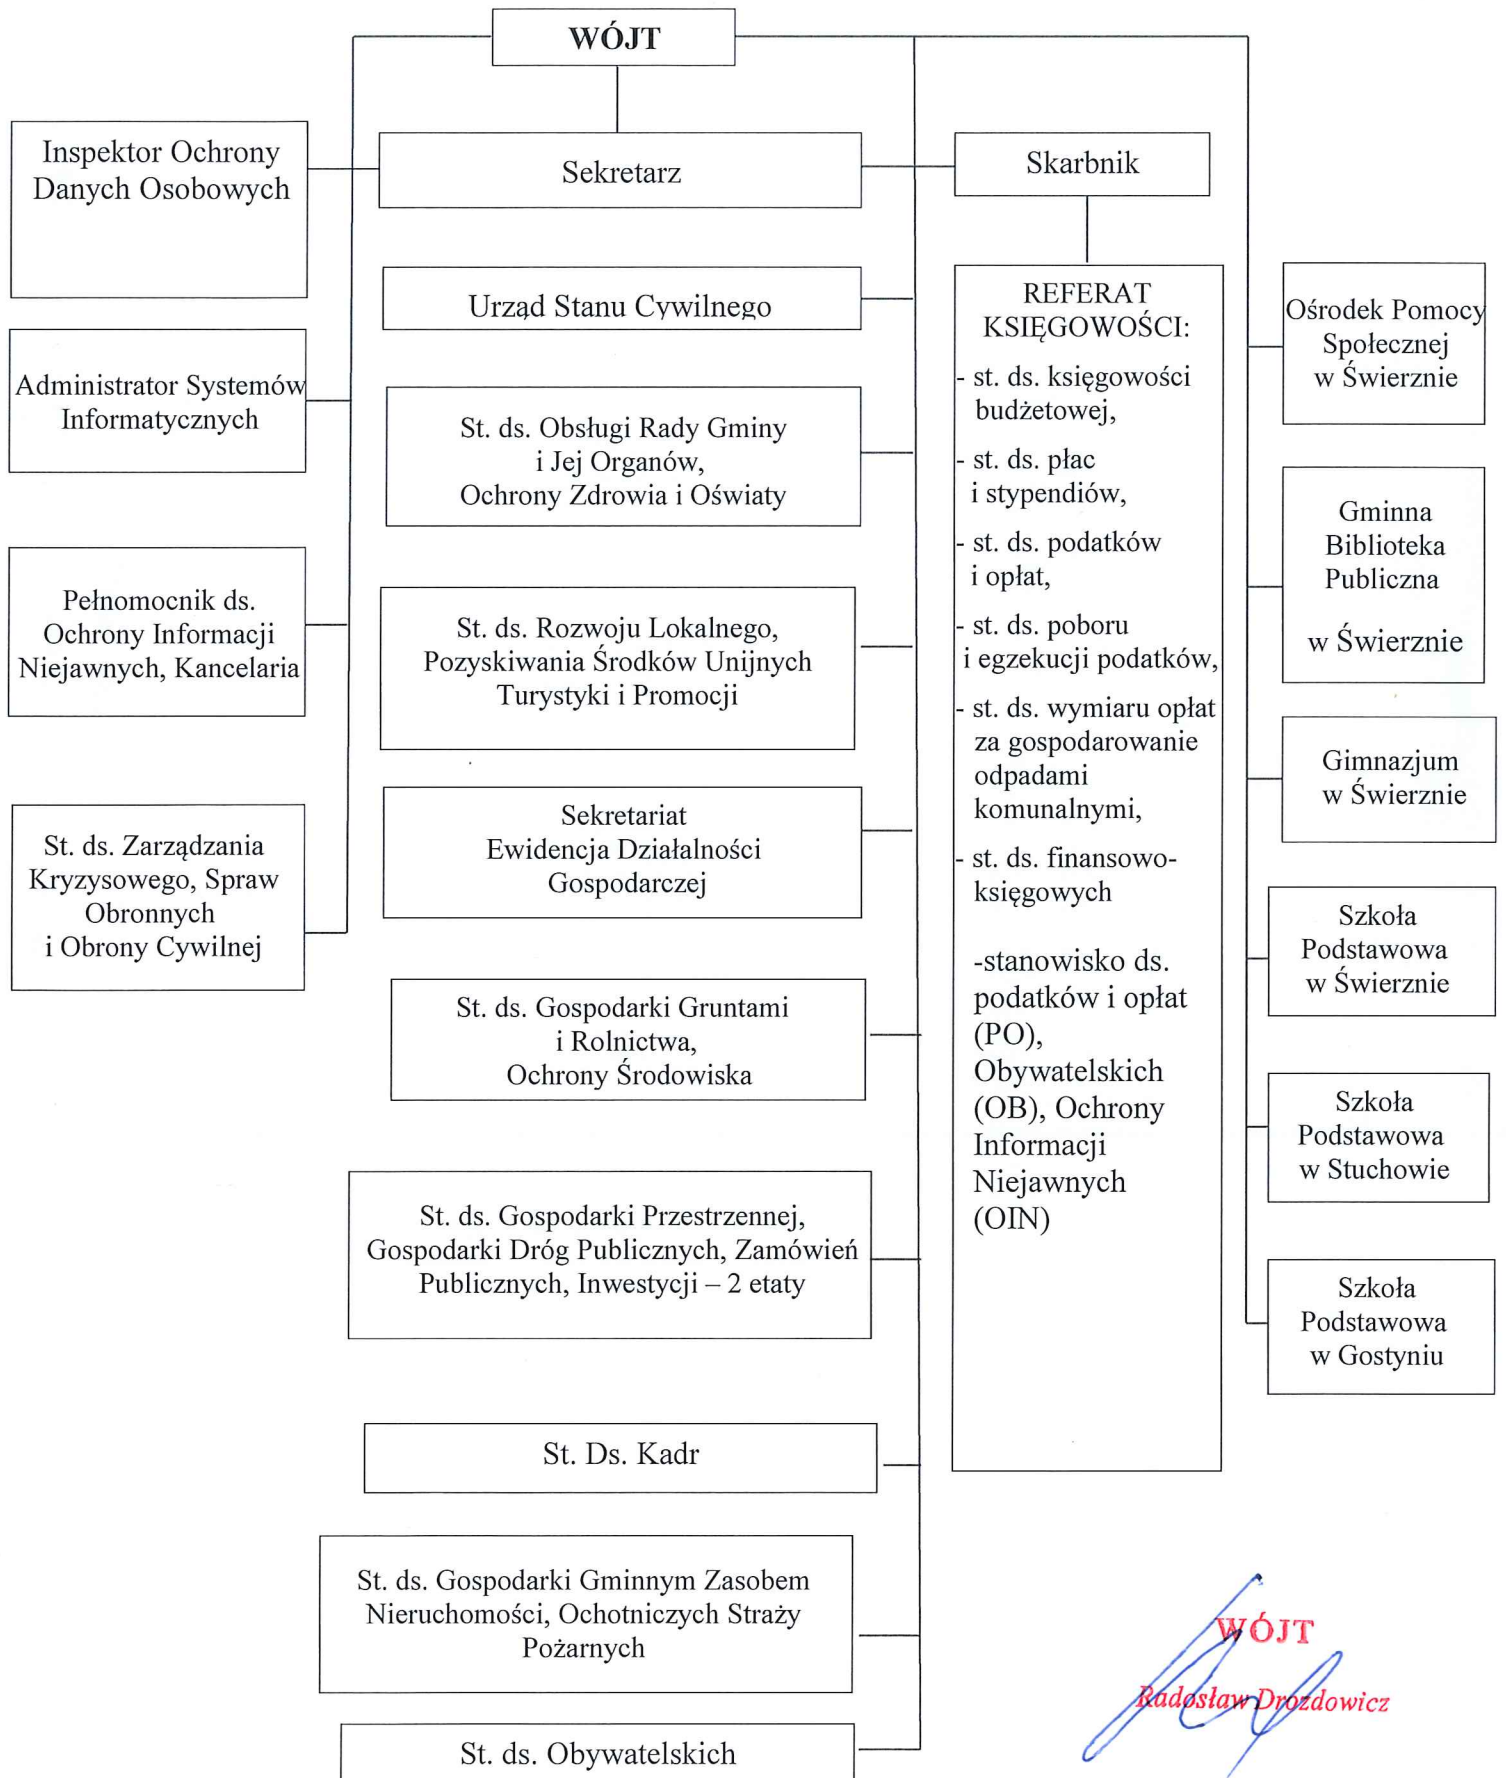 WÓJT
Inspektor Ochrony
Danych Osobowych
Sekretarz
Skarbnik
Administrator Systemów
Informatycznych
Pełnomocnik ds.
Ochrony Informacji
Niejawnych, Kancelaria
St. ds. Zarządzania
Kryzysowego, Spraw
Obronnych
i Obrony Cywilnej
Urząd Stanu Cywilnego
St. ds. Obsługi Rady Gminy
i Jej Organów,
Ochrony Zdrowia i Oświaty
St. ds. Rozwoju Lokalnego,
Pozyskiwania Środków Unijnych
Turystyki i Promocji
Sekretariat
Ewidencja Działalności
Gospodarczej
St. ds. Gospodarki Gruntami
i Rolnictwa,
Ochrony Środowiska
St. ds. Gospodarki Przestrzennej,
Gospodarki Dróg Publicznych, Zamówień
Publicznych, Inwestycji – 2 etaty
St. Ds. Kadr
St. ds. Gospodarki Gminnym Zasobem
Nieruchomości, Ochotniczych Straży
Pożarnych
St. ds. Obywatelskich
REFERAT
KSIĘGOWOŚCI:
- st. ds. księgowości
budżetowej,
- st. ds. płac
i stypendiów,
- st. ds. podatków
i opłat,
- st. ds. poboru
i egzekucji podatków,
- st. ds. wymiaru opłat
za gospodarowanie
odpadami
komunalnymi,
- st. ds. finansowo-
księgowych
-stanowisko ds.
podatków i opłat
(PO),
Obywatelskich
(OB), Ochrony
Informacji
Niejawnych
(OIN)
Ośrodek Pomocy
Społecznej
w Świerznie
Gminna
Biblioteka
Publiczna
w Świerznie
Gimnazjum
w Świerznie
Szkoła
Podstawowa
w Świerznie
Szkoła
Podstawowa
w Stuchowie
Szkoła
Podstawowa
w Gostyniu
WÓJT
Radosław Drozdowicz